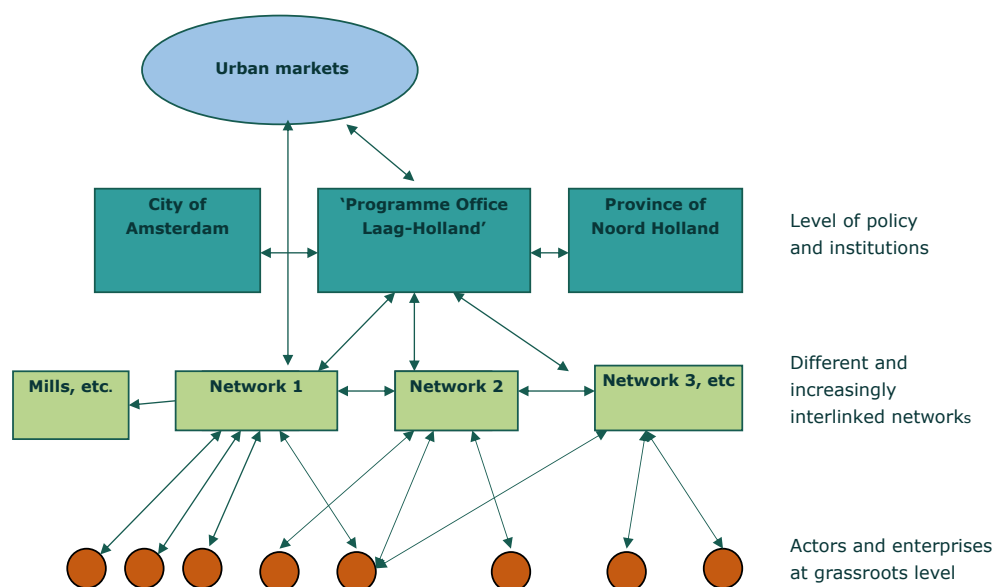 Urban markets
City of
Amsterdam
‘Programme Office
Laag-Holland’
Province of
Noord Holland
Level of policy
and institutions
Mills, etc.
Network 1
Network 2
Network 3, etc
Different and
increasingly
interlinked networks
Actors and enterprises
at grassroots level